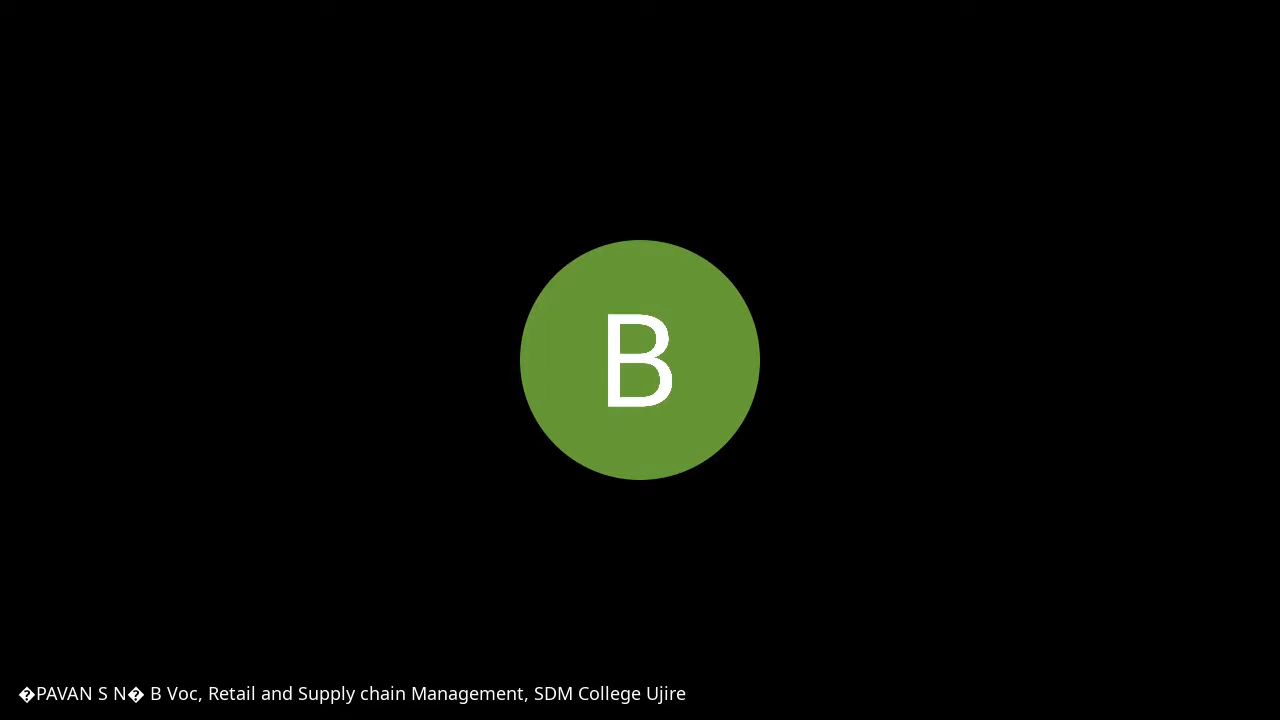 B
�PAVAN S N� B Voc, Retail and Supply chain Management, SDM College Ujire